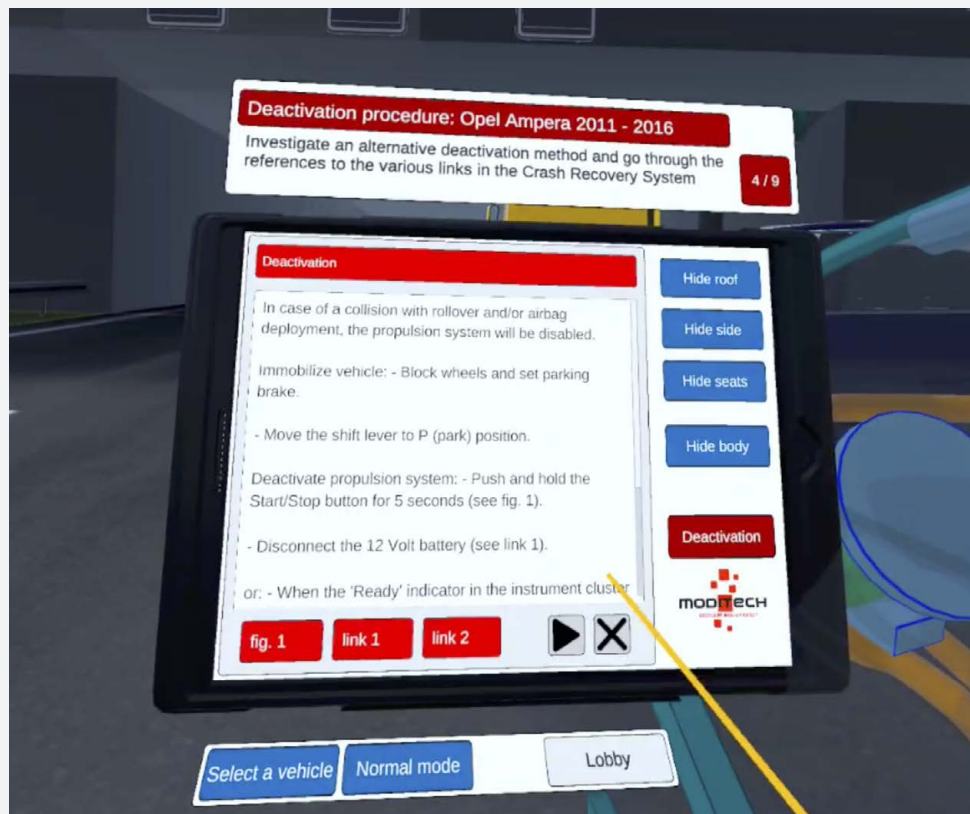 Deactivation procedure: Opel Ampera 2011 - 2016
Investigate an alternative deactivation method and go through the
references to the various links in the Crash Recovery System
4 / 9
Deactivation
In case of a collision with rollover and/or airbag
deployment, the propulsion system will be disabled.
Immobilize vehicle: - Block wheels and set parking
brake.
- Move the shift lever to P (park) position.
Deactivate propulsion system: - Push and hold the
Start/Stop button for 5 seconds (see fig. 1).
- Disconnect the 12 Volt battery (see link 1).
or: - When the 'Ready' indicator in the instrument cluster
fig. 1
link 1
link 2
Hide roof
Hide side
Hide seats
Hide body
Deactivation
MODITECH
Select a vehicle
Normal mode
Lobby